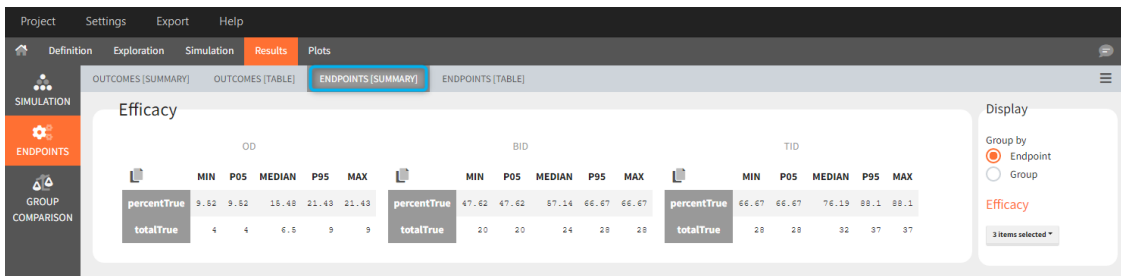 Project Settings Export Help
Definition Exploration Simulation Results Plots
OUTCOMES [SUMMARY] OUTCOMES [TABLE] ENDPOINTS [SUMMARY] ENDPOINTS [TABLE]
SIMULATION
ENDPOINTS
GROUP
COMPARISON
Efficacy
OD
MIN P05 MEDIAN P95 MAX
percentTrue 9.52 9.52 15.48 21.43 21.43
totalTrue 4 4 6.5 9 9
BID
MIN P05 MEDIAN P95 MAX
percentTrue 47.62 47.62 57.14 66.67 66.67
totalTrue 20 20 24 28 28
TID
MIN P05 MEDIAN P95 MAX
percentTrue 66.67 66.67 76.19 88.1 88.1
totalTrue 28 28 32 37 37
Display
Group by
Endpoint
Group
Efficacy
3 items selected